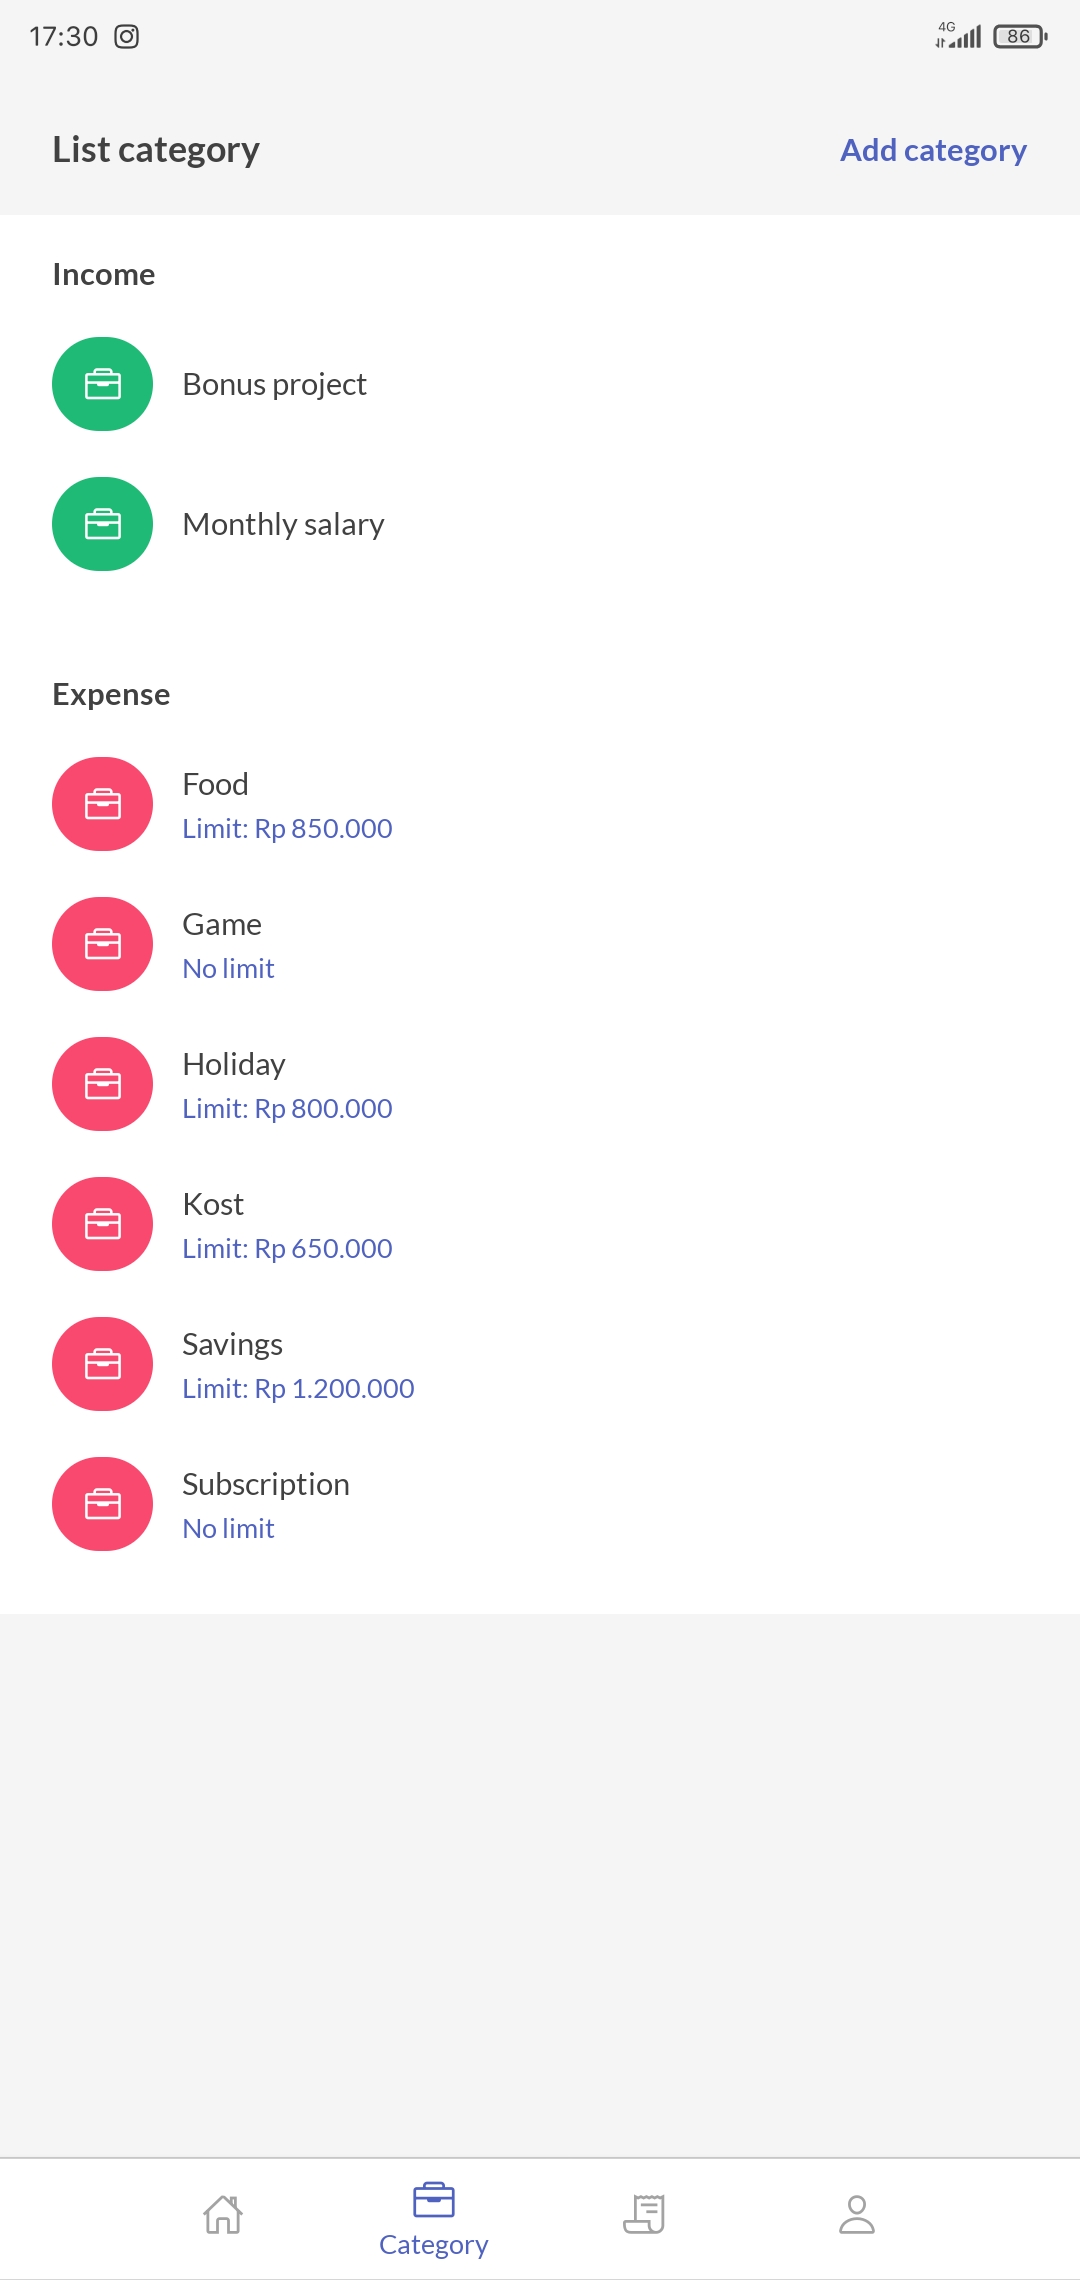 17:30
4G
86
List category
Add category
Income
Bonus project
Monthly salary
Expense
Food
Limit: Rp 850.000
Game
No limit
Holiday
Limit: Rp 800.000
Kost
Limit: Rp 650.000
Savings
Limit: Rp 1.200.000
Subscription
No limit
Category